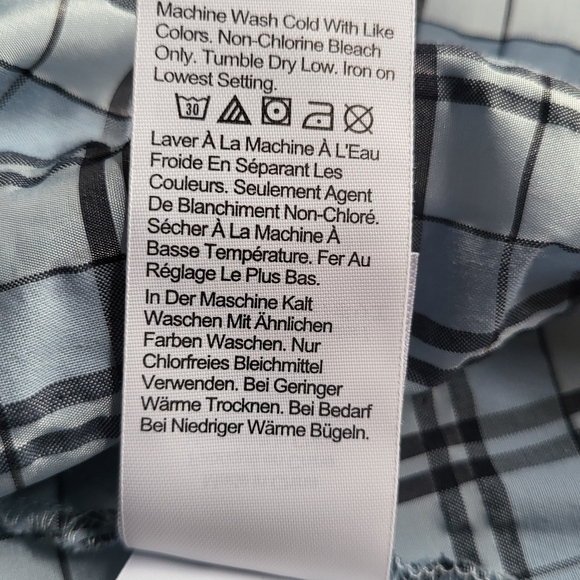 Machine Wash Cold With Like
Colors. Non-Chlorine Bleach
Only. Tumble Dry Low. Iron on
Lowest Setting.
30
Laver À La Machine À L'Eau
Froide En Séparant Les
Couleurs. Seulement Agent
De Blanchiment Non-Chloré.
Sécher À La Machine À
Basse Température. Fer Au
Réglage Le Plus Bas.
In Der Maschine Kalt
Waschen Mit Ähnlichen
Farben Waschen. Nur
Chlorfreies Bleichmittel
Verwenden. Bei Geringer
Wärme Trocknen. Bei Bedarf
Bei Niedriger Wärme Bügeln.